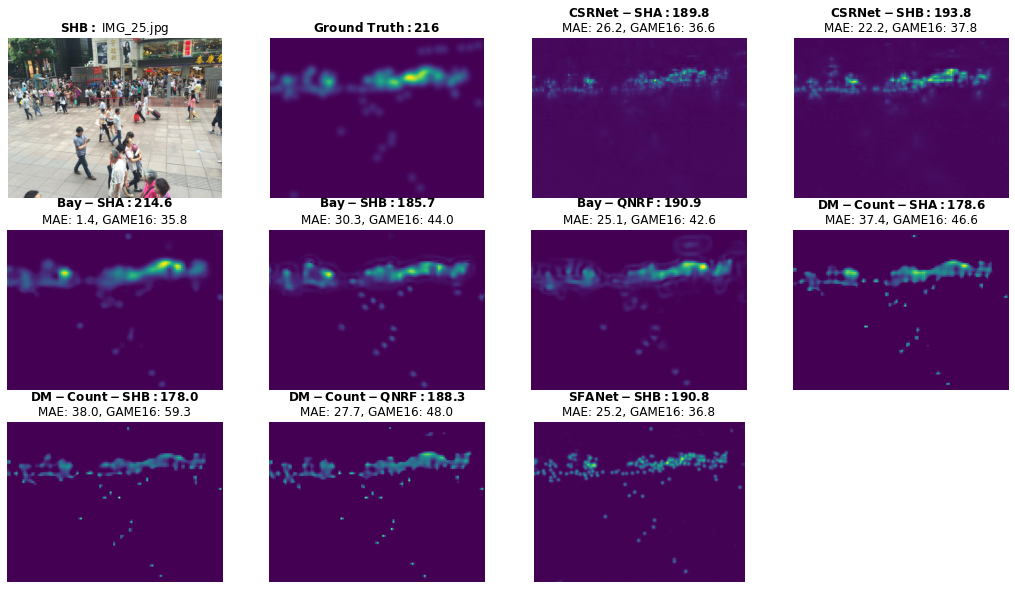 SHB: IMG_25.jpg
Ground Truth:216
CSRNet−SHA:189.8
MAE: 26.2, GAME16: 36.6
CSRNet−SHB:193.8
MAE: 22.2, GAME16: 37.8
Bay−SHA:214.6
MAE: 1.4, GAME16: 35.8
Bay−SHB:185.7
MAE: 30.3, GAME16: 44.0
Bay−QNRF:190.9
MAE: 25.1, GAME16: 42.6
DM−Count−SHA:178.6
MAE: 37.4, GAME16: 46.6
DM−Count−SHB:178.0
MAE: 38.0, GAME16: 59.3
DM−Count−QNRF:188.3
MAE: 27.7, GAME16: 48.0
SFANet−SHB:190.8
MAE: 25.2, GAME16: 36.8